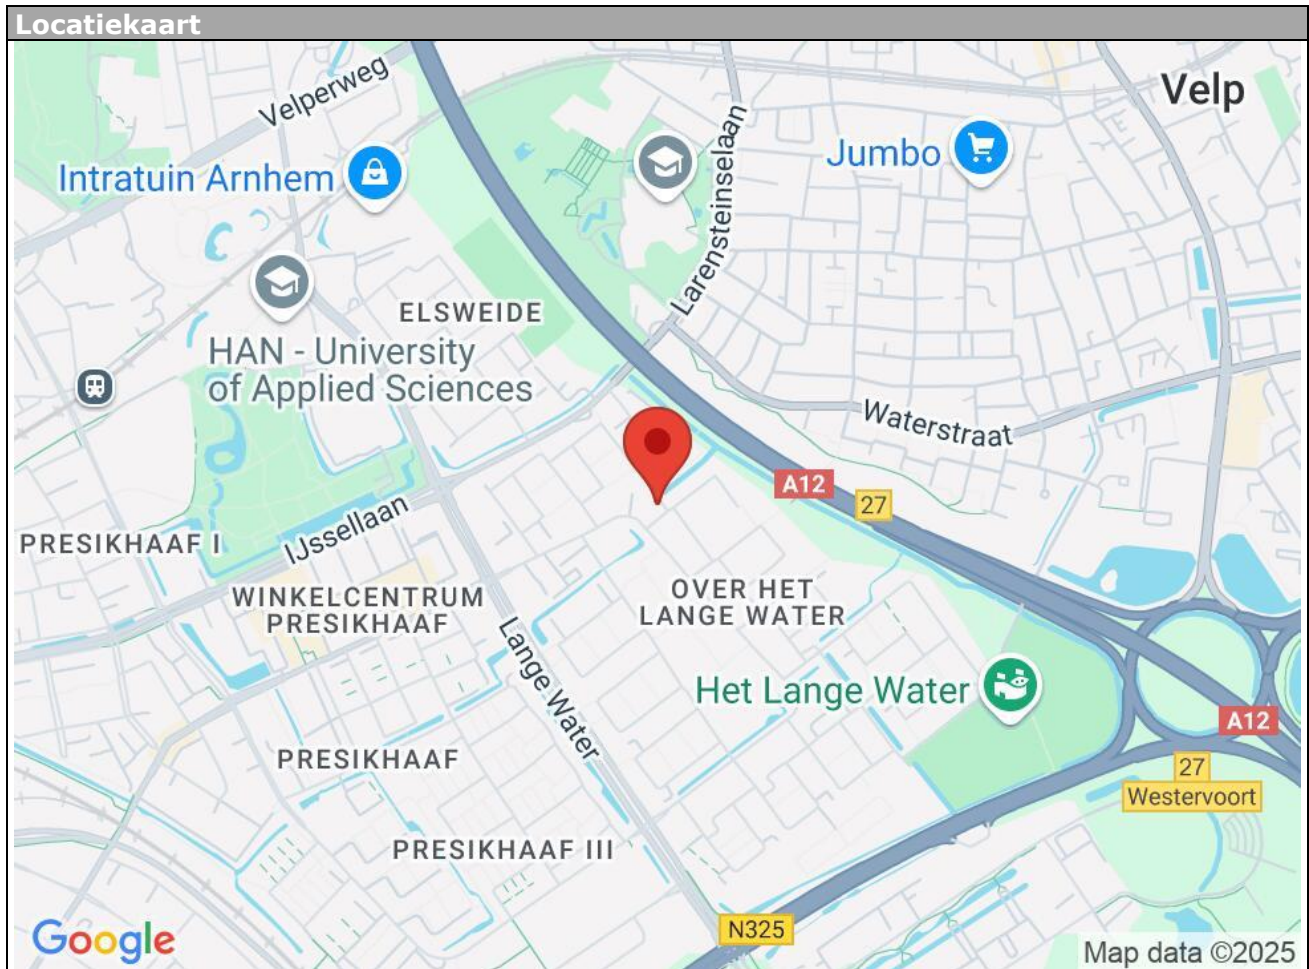 Locatiekaart
Velperweg
Velp
Intratuin Arnhem
Jumbo
Larensteinselaan
ELSWEIDE
HAN - University
of Applied Sciences
Waterstraat
A12
27
IJssellaan
PRESIKHAAF I
WINKELCENTRUM
PRESIKHAAF
OVER HET
LANGE WATER
Lange Water
Het Lange Water
A12
PRESIKHAAF
27
Westervoort
PRESIKHAAF III
N325
Google
Map data ©2025